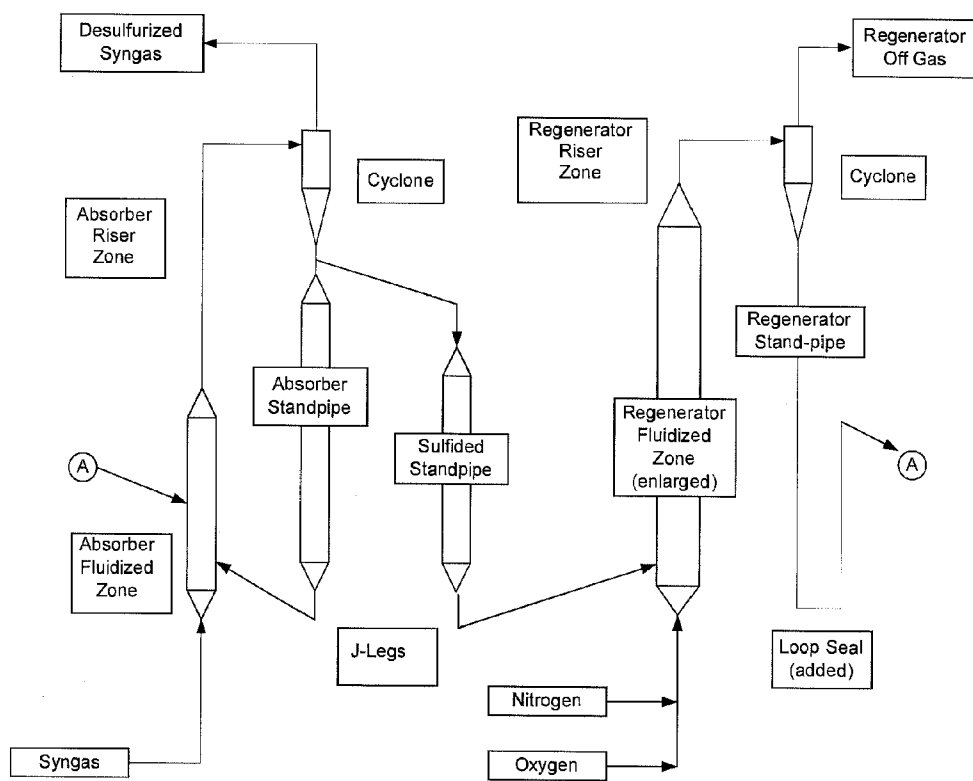 Desulfurized
Syngas
Regenerator
Off Gas
Regenerator
Riser
Zone
Cyclone
Cyclone
Absorber
Riser
Zone
Regenerator
Stand-pipe
Absorber
Standpipe
Regenerator
Fluidized
Zone
(enlarged)
Sulfided
Standpipe
A
A
Absorber
Fluidized
Zone
J-Legs
Loop Seal
(added)
Nitrogen
Syngas
Oxygen